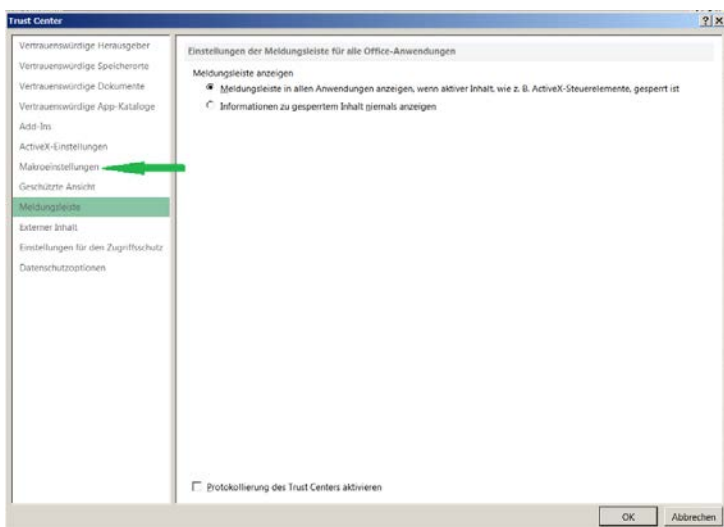 Trust Center
Vertrauenswürdige Herausgeber
Vertrauenswürdige Speicherorte
Vertrauenswürdige Dokumente
Vertrauenswürdige App-Kataloge
Add-Ins
ActiveX-Einstellungen
Makroeinstellungen
Geschützte Ansicht
Meldungsleiste
Externer Inhalt
Einstellungen für den Zugriffsschutz
Datenschutzoptionen
Einstellungen der Meldungsleiste für alle Office-Anwendungen
Meldungsleiste anzeigen
Meldungsleiste in allen Anwendungen anzeigen, wenn aktiver Inhalt, wie z. B. ActiveX-Steuerelemente, gesperrt ist
Informationen zu gesperrtem Inhalt niemals anzeigen
Protokollierung des Trust Centers aktivieren
OK
Abbrechen